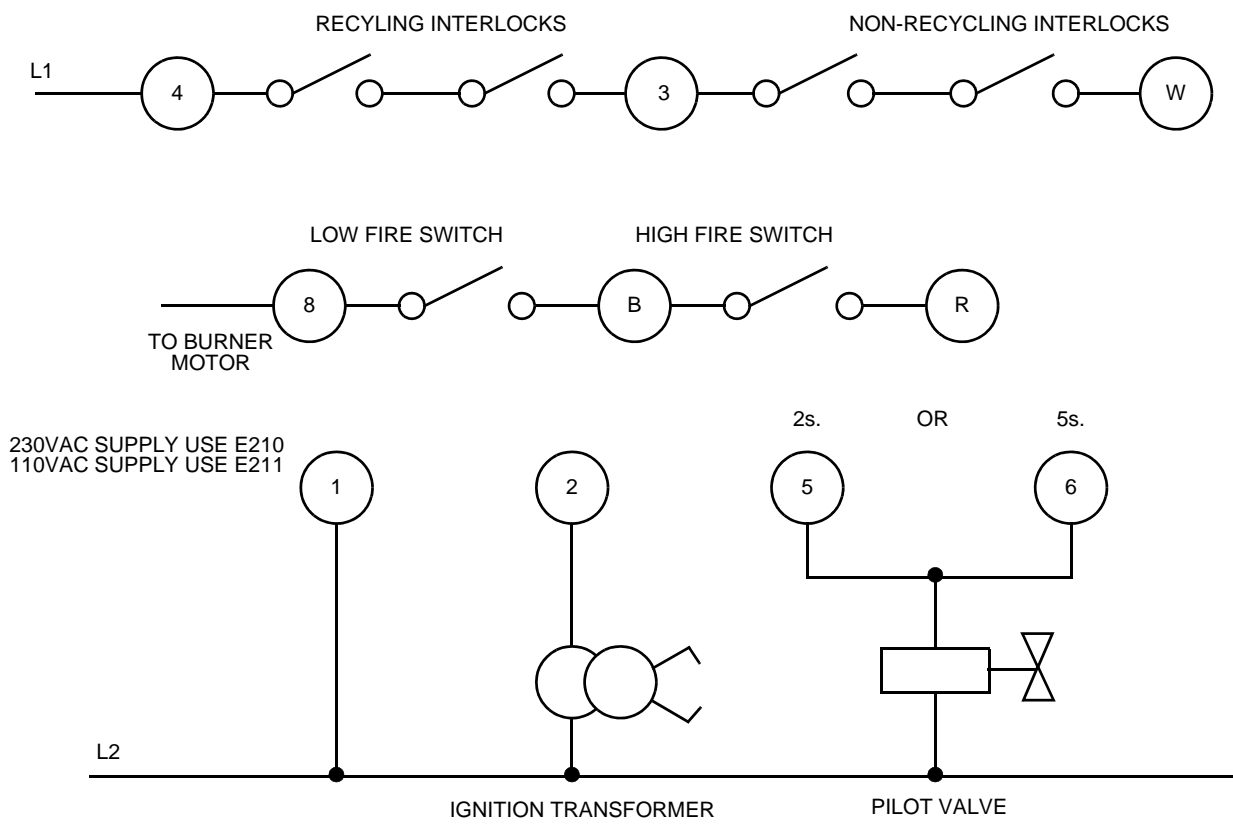 RECYLING INTERLOCKS
NON-RECYCLING INTERLOCKS
L1
4
3
W
LOW FIRE SWITCH
HIGH FIRE SWITCH
8
B
R
TO BURNER
MOTOR
2s.
OR
5s.
230VAC SUPPLY USE E210
110VAC SUPPLY USE E211
1
2
5
6
L2
IGNITION TRANSFORMER
PILOT VALVE